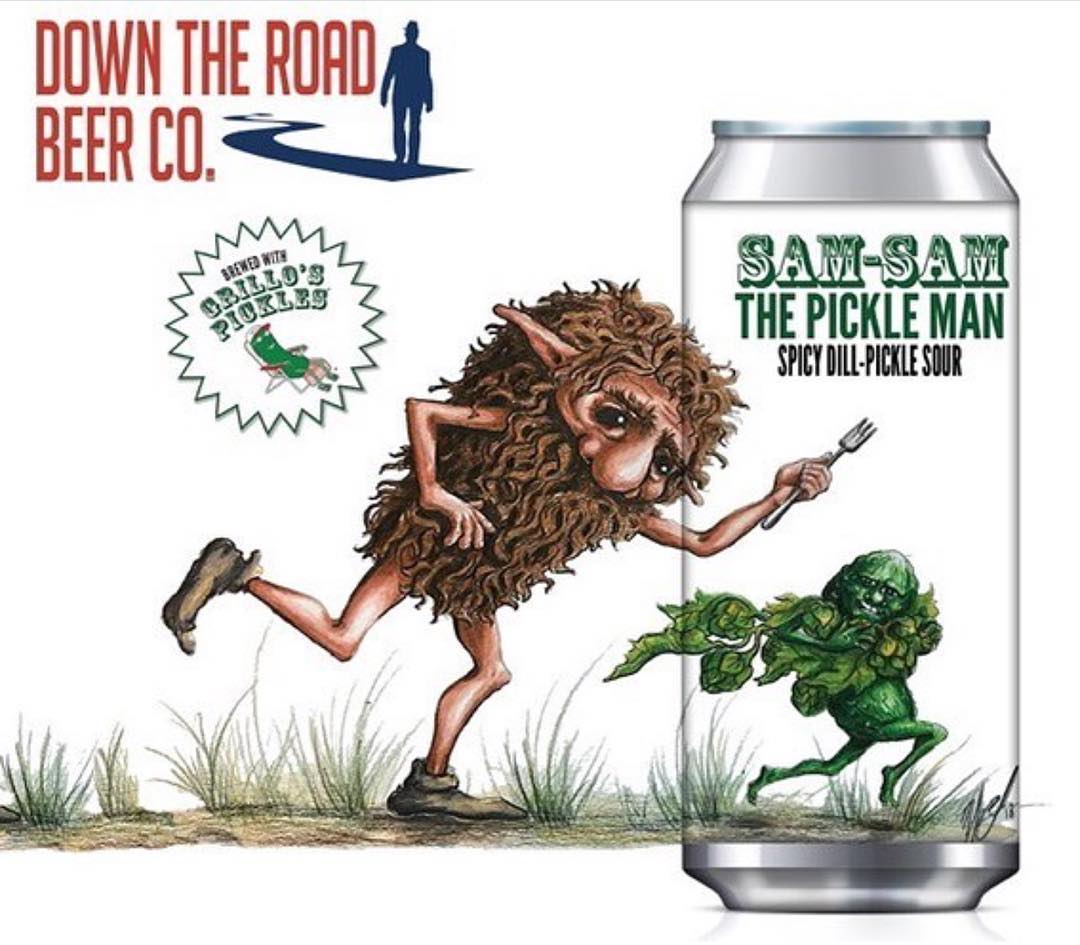 DOWN THE ROAD
BEER CO.
BREWED WITH
GRILLO'S
PICKLES
SAM-SAM
THE PICKLE MAN
SPICY DILL-PICKLE SOUR